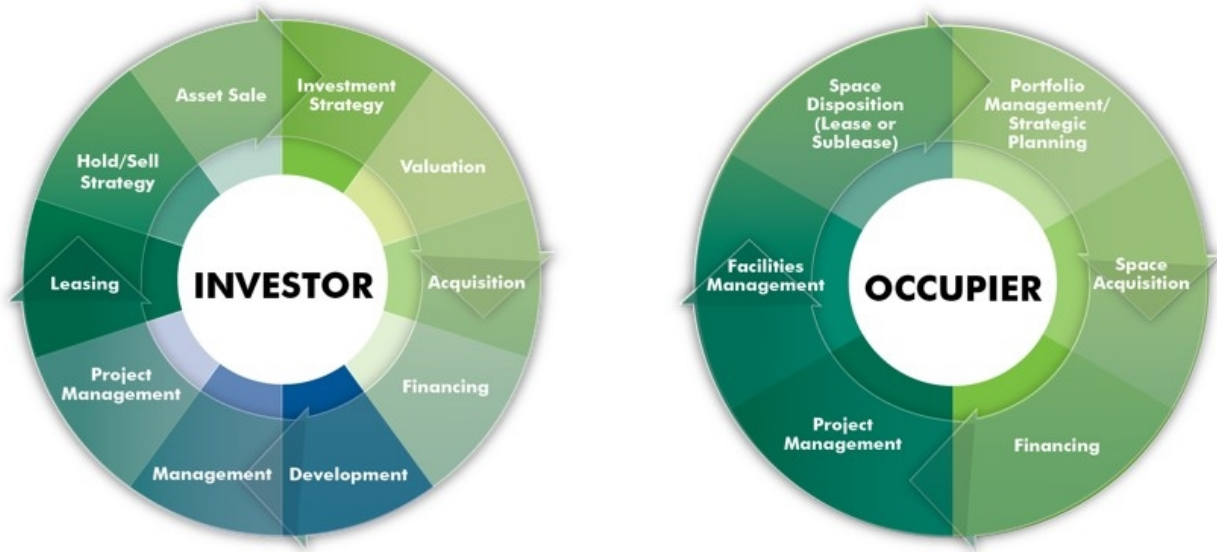 INVESTOR
Investment
Strategy
Valuation
Acquisition
Financing
Development
Management
Project
Management
Leasing
Hold/Sell
Strategy
Asset Sale
OCCUPIER
Portfolio
Management/
Strategic
Planning
Space
Acquisition
Financing
Project
Management
Facilities
Management
Space
Disposition
(Lease or
Sublease)